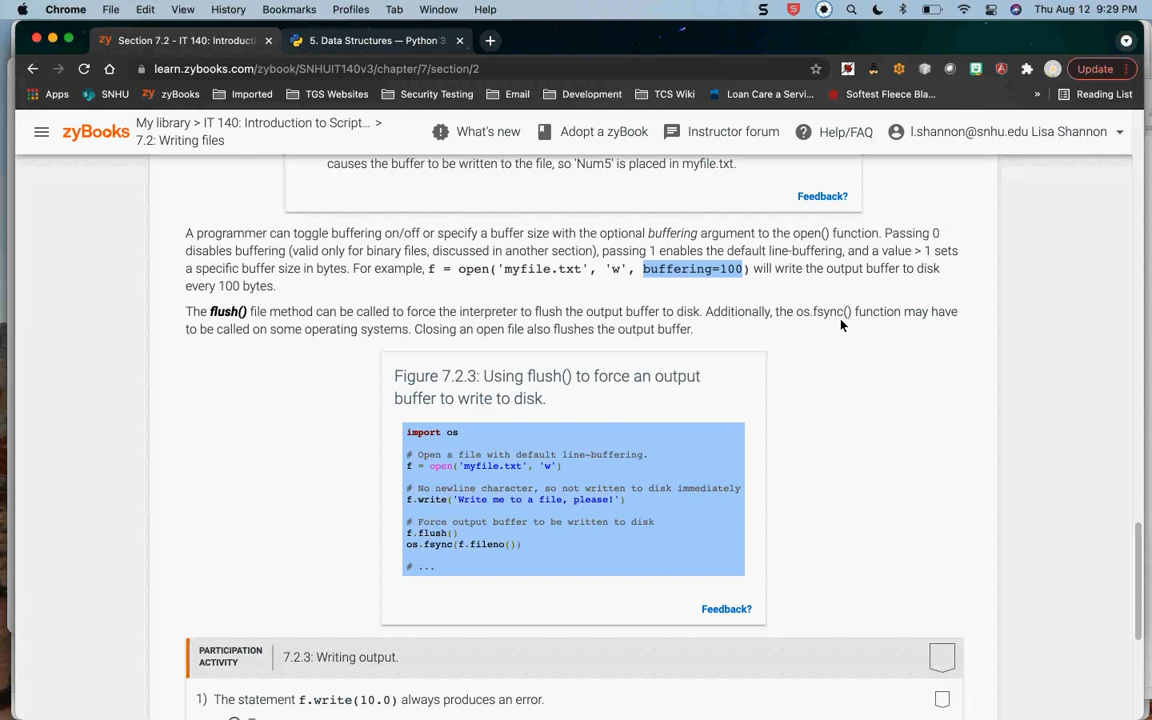 Chrome File Edit View History Bookmarks Profiles Tab Window Help Thu Aug 12 9:29 PM
Section 7.2 - IT 140: Introducti 5. Data Structures — Python 3
learn.zybooks.com/zybook/SNHUIT140v3/chapter/7/section/2 Update
Apps SNHU zyBooks Imported TGS Websites Security Testing Email Development TCS Wiki Loan Care a Servi... Softest Fleece Bla... » Reading List
zyBooks My library > IT 140: Introduction to Script... >
7.2: Writing files
What's new Adopt a zyBook Instructor forum Help/FAQ l.shannon@snhu.edu Lisa Shannon
causes the buffer to be written to the file, so 'Num5' is placed in myfile.txt.
Feedback?
A programmer can toggle buffering on/off or specify a buffer size with the optional buffering argument to the open() function. Passing 0
disables buffering (valid only for binary files, discussed in another section), passing 1 enables the default line-buffering, and a value > 1 sets
a specific buffer size in bytes. For example, f = open('myfile.txt', 'w', buffering=100) will write the output buffer to disk
every 100 bytes.
The flush() file method can be called to force the interpreter to flush the output buffer to disk. Additionally, the os.fsync() function may have
to be called on some operating systems. Closing an open file also flushes the output buffer.
Figure 7.2.3: Using flush() to force an output
buffer to write to disk.
import os
# Open a file with default line-buffering.
f = open('myfile.txt', 'w')
# No newline character, so not written to disk immediately
f.write('Write me to a file, please!')
# Force output buffer to be written to disk
f.flush()
os.fsync(f.fileno())
# ...
Feedback?
PARTICIPATION
ACTIVITY
7.2.3: Writing output.
1) The statement f.write(10.0) always produces an error.